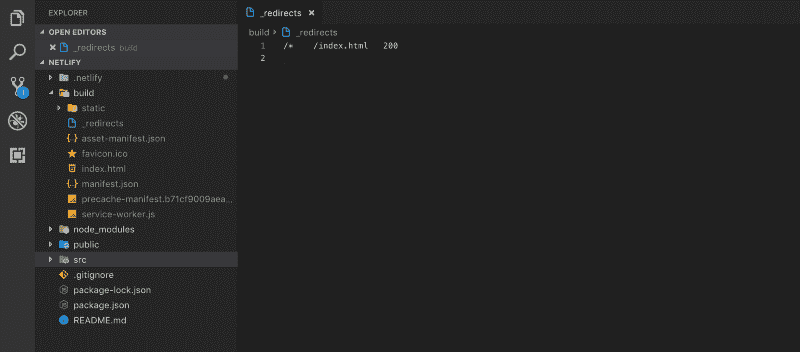 EXPLORER
OPEN EDITORS
_redirects build
NETLIFY
.netlify
build
static
_redirects
asset-manifest.json
favicon.ico
index.html
manifest.json
precache-manifest.b71cf9009aea...
service-worker.js
node_modules
public
src
.gitignore
package-lock.json
package.json
README.md
1
_redirects
build › _redirects
1 /* /index.html 200
2